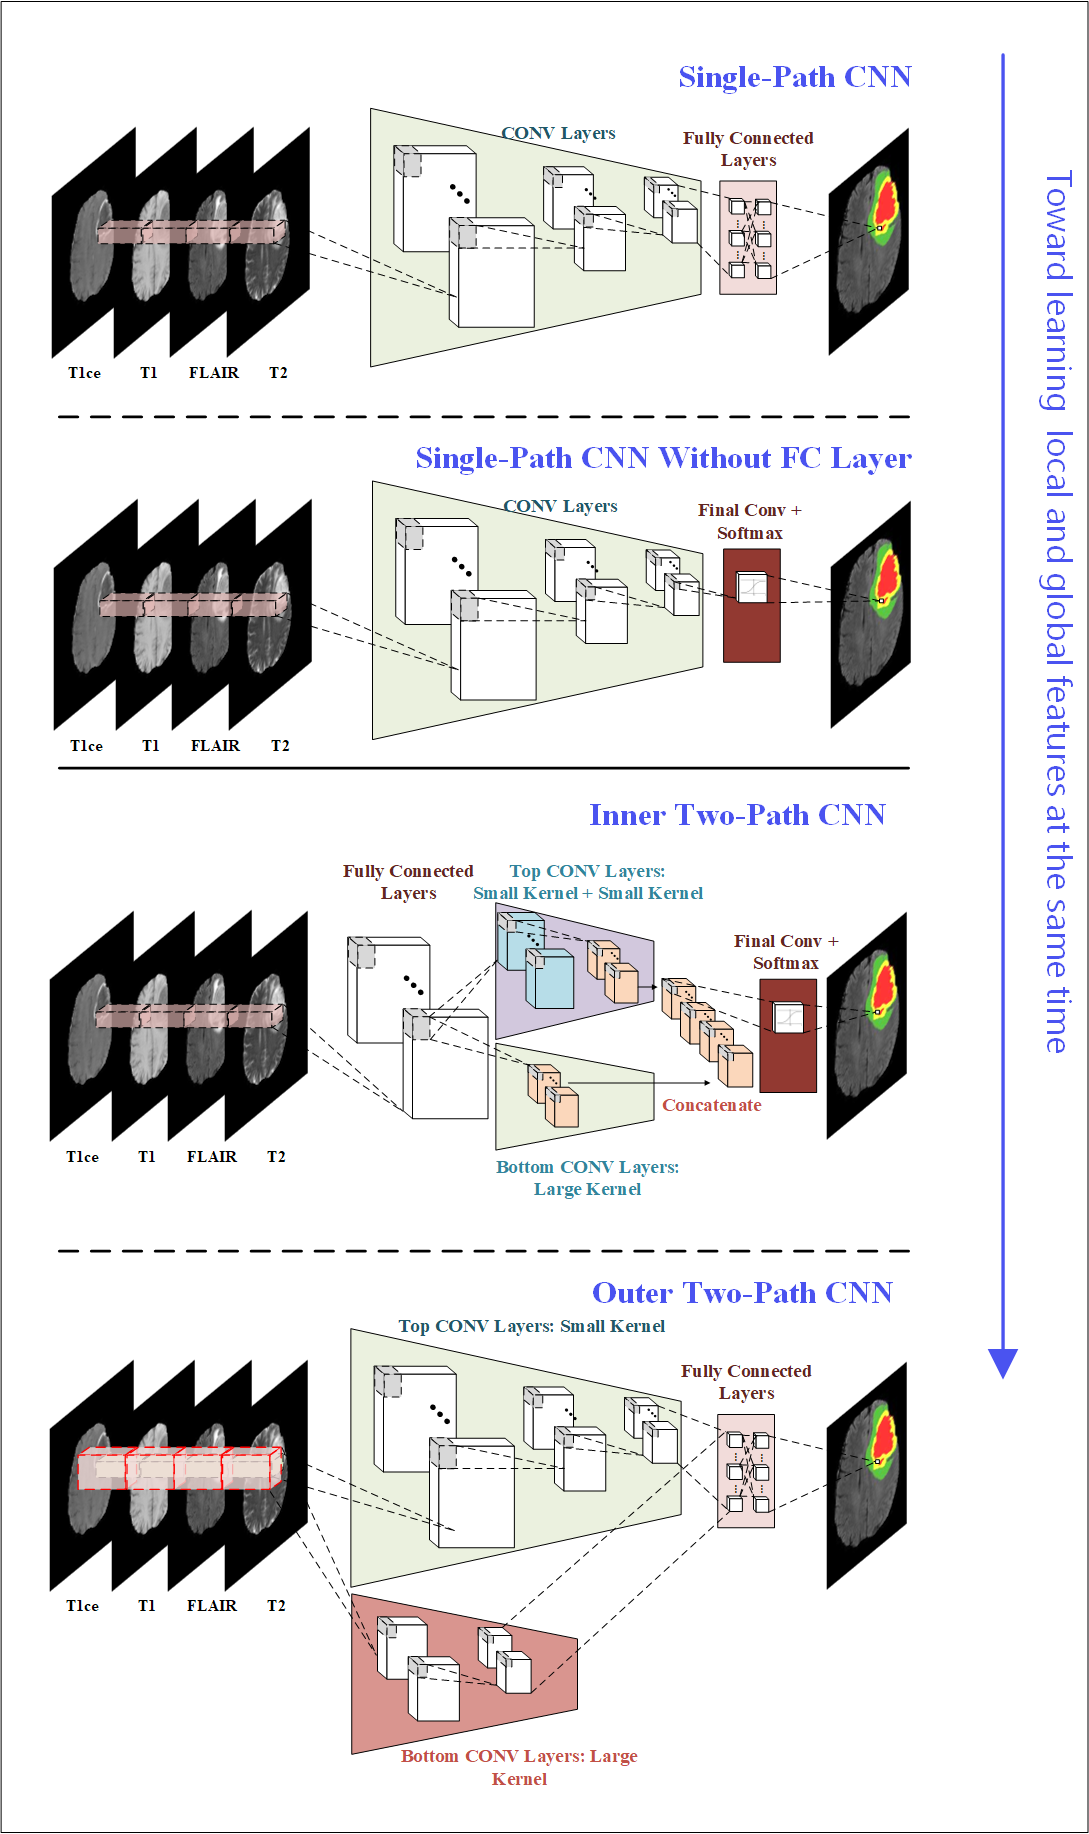 Single-Path CNN
CONV Layers
Fully Connected
Layers
T1ce
T1
FLAIR
T2
Single-Path CNN Without FC Layer
CONV Layers
Final Conv +
Softmax
T1ce
T1
FLAIR
T2
Inner Two-Path CNN
Fully Connected
Layers
Top CONV Layers:
Small Kernel + Small Kernel
Final Conv +
Softmax
Concatenate
T1ce
T1
FLAIR
T2
Bottom CONV Layers:
Large Kernel
Outer Two-Path CNN
Top CONV Layers: Small Kernel
Fully Connected
Layers
T1ce
T1
FLAIR
T2
Bottom CONV Layers: Large
Kernel
Toward learning local and global features at the same time